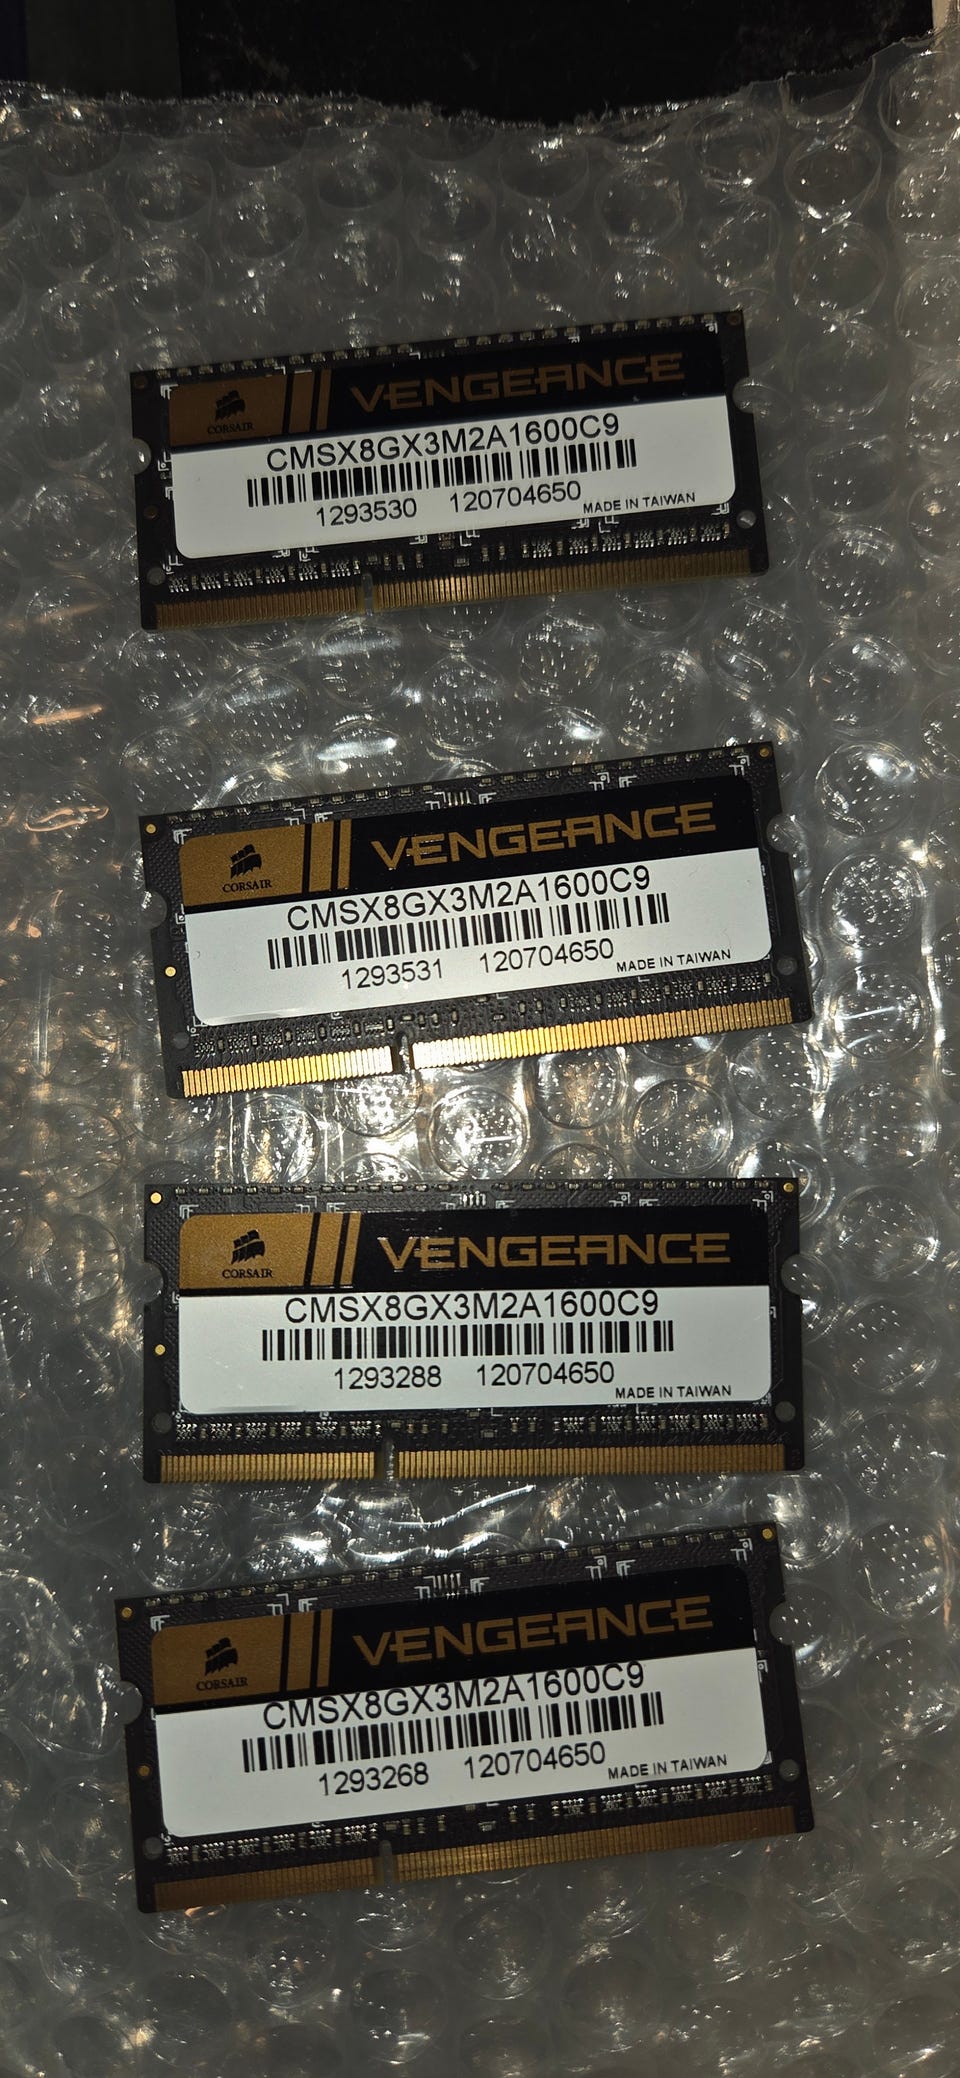 VENGEANCE
CORSAIR
CMSX8GX3M2A1600C9
1293530 120704650 MADE IN TAIWAN
VENGEANCE
CORSAIR
CMSX8GX3M2A1600C9
1293531 120704650 MADE IN TAIWAN
VENGEANCE
CORSAIR
CMSX8GX3M2A1600C9
1293288 120704650
MADE IN TAIWAN
VENGEANCE
CORSAIR
CMSX8GX3M2A1600C9
1293268 120704650 MADE IN TAIWAN